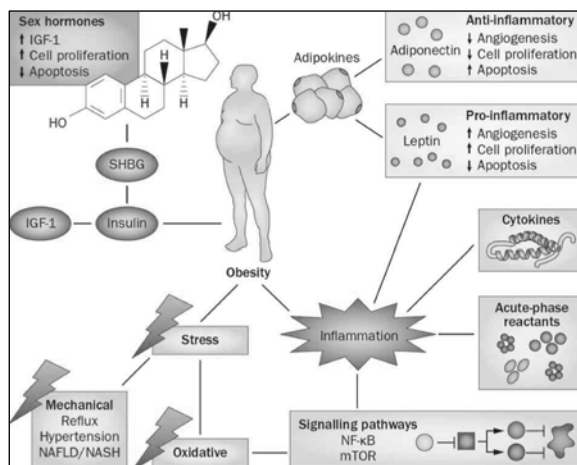 Sex hormones
↑ IGF-1
↑ Cell proliferation
↓ Apoptosis
OH
H
H
H
HO
SHBG
IGF-1
Insulin
Obesity
Adipokines
Anti-inflammatory
Adiponectin
↓ Angiogenesis
↓ Cell proliferation
↑ Apoptosis
Pro-inflammatory
Leptin
↑ Angiogenesis
↑ Cell proliferation
↓ Apoptosis
Cytokines
Inflammation
Acute-phase
reactants
Stress
Mechanical
Reflux
Hypertension
NAFLD/NASH
Oxidative
Signalling pathways
NF-κB
mTOR